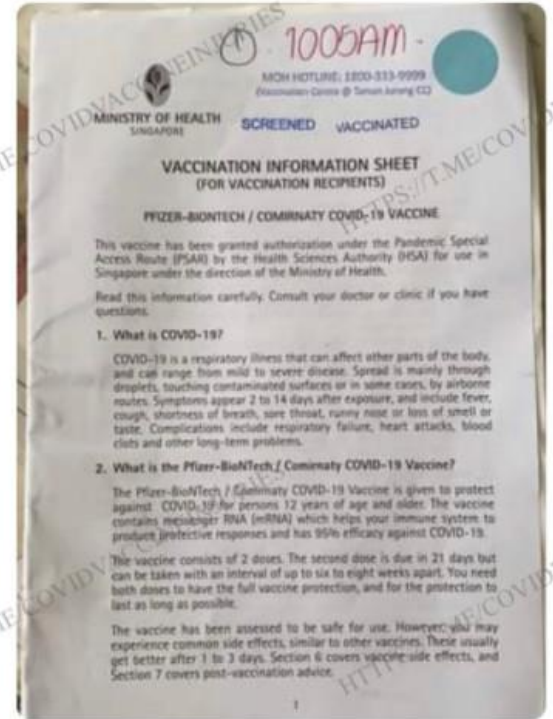 1 1005AM.
MOH HOTLINE: 1800-333-9999
(Vaccination Centre @ Taman Jurong CC)
MINISTRY OF HEALTH
SINGAPORE
SCREENED VACCINATED
VACCINATION INFORMATION SHEET
(FOR VACCINATION RECIPIENTS)
PFIZER-BIONTECH / COMIRNATY COVID-19 VACCINE
This vaccine has been granted authorization under the Pandemic Special
Access Route (PSAR) by the Health Sciences Authority (HSA) for use in
Singapore under the direction of the Ministry of Health.
Read this information carefully. Consult your doctor or clinic if you have
questions.
1. What is COVID-19?
COVID-19 is a respiratory illness that can affect other parts of the body,
and can range from mild to severe disease. Spread is mainly through
droplets, touching contaminated surfaces or in some cases, by airborne
routes. Symptoms appear 2 to 14 days after exposure, and include fever,
cough, shortness of breath, sore throat, runny nose or loss of smell or
taste. Complications include respiratory failure, heart attacks, blood
clots and other long-term problems.
2. What is the Pfizer-BioNTech / Comirnaty COVID-19 Vaccine?
The Pfizer-BioNTech / Comirnaty COVID-19 Vaccine is given to protect
against COVID-19 for persons 12 years of age and older. The vaccine
contains messenger RNA (mRNA) which helps your immune system to
produce protective responses and has 95% efficacy against COVID-19.
The vaccine consists of 2 doses. The second dose is due in 21 days but
can be taken with an interval of up to six to eight weeks apart. You need
both doses to have the full vaccine protection, and for the protection to
last as long as possible.
The vaccine has been assessed to be safe for use. However, you may
experience common side effects, similar to other vaccines. These usually
get better after 1 to 3 days. Section 6 covers vaccine side effects, and
Section 7 covers post-vaccination advice.
1
HTTPS://T.ME/COVIDVACCINEINJURIES